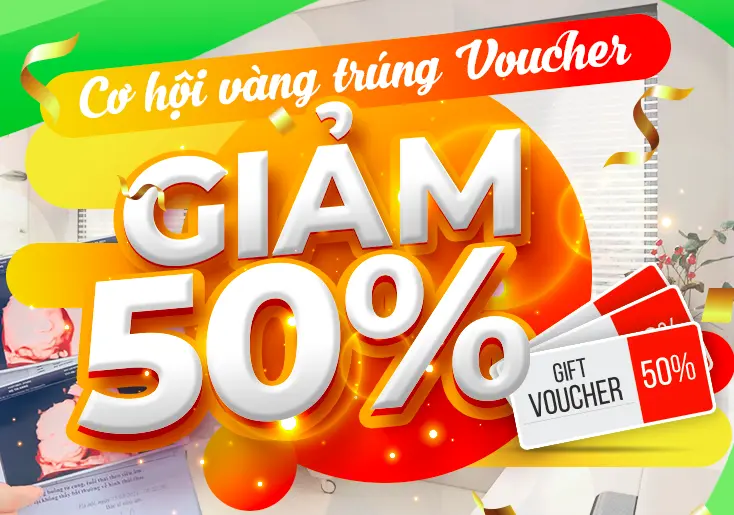 Cơ hội vàng trúng Voucher
GIẢM
50%
GIFT
VOUCHER
50%